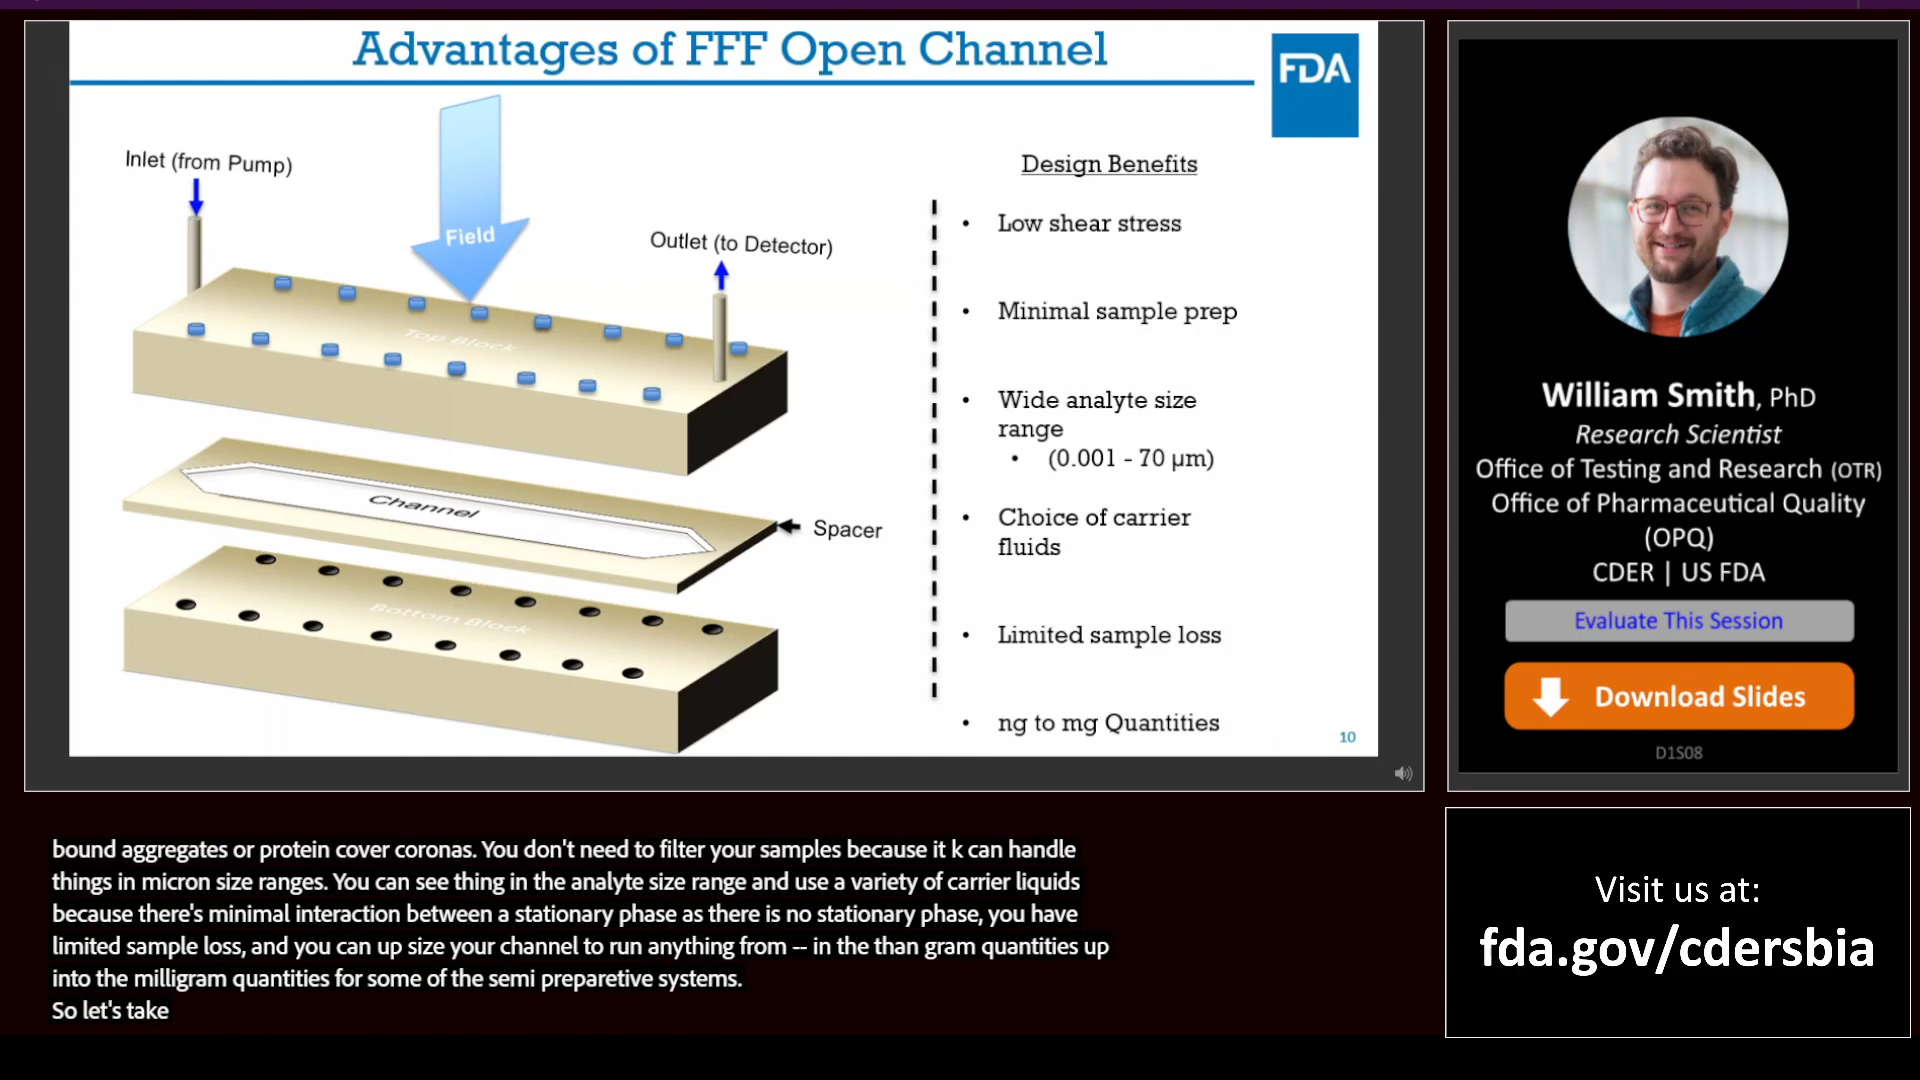 Advantages of FFF Open Channel
FDA
Inlet (from Pump)
Field
Outlet (to Detector)
Top Block
Channel
Spacer
Bottom Block
Design Benefits
• Low shear stress
• Minimal sample prep
• Wide analyte size
range
• (0.001 - 70 µm)
• Choice of carrier
fluids
• Limited sample loss
• ng to mg Quantities
10
William Smith, PhD
Research Scientist
Office of Testing and Research (OTR)
Office of Pharmaceutical Quality
(OPQ)
CDER | US FDA
Evaluate This Session
Download Slides
D1S08
bound aggregates or protein cover coronas. You don't need to filter your samples because it k can handle
things in micron size ranges. You can see thing in the analyte size range and use a variety of carrier liquids
because there's minimal interaction between a stationary phase as there is no stationary phase, you have
limited sample loss, and you can up size your channel to run anything from -- in the than gram quantities up
into the milligram quantities for some of the semi preparetive systems.
So let's take
Visit us at:
fda.gov/cdersbia